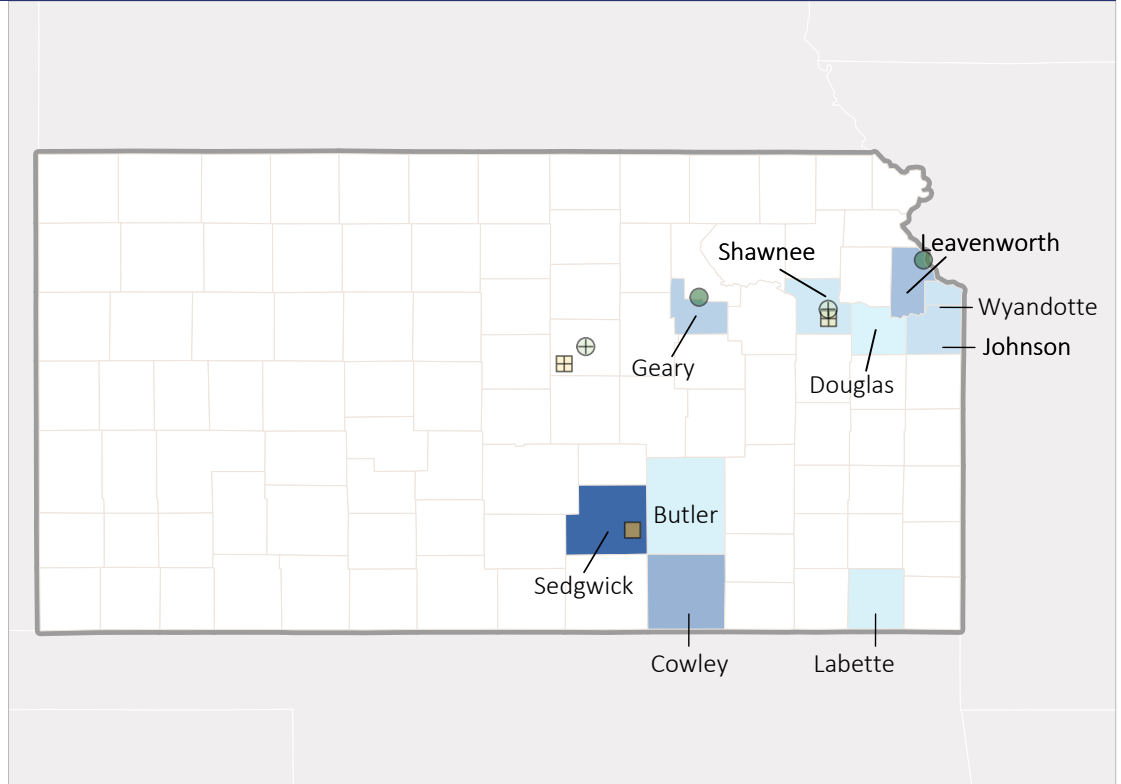 Leavenworth
Shawnee
Wyandotte
Johnson
Geary
Douglas
Butler
Sedgwick
Cowley
Labette